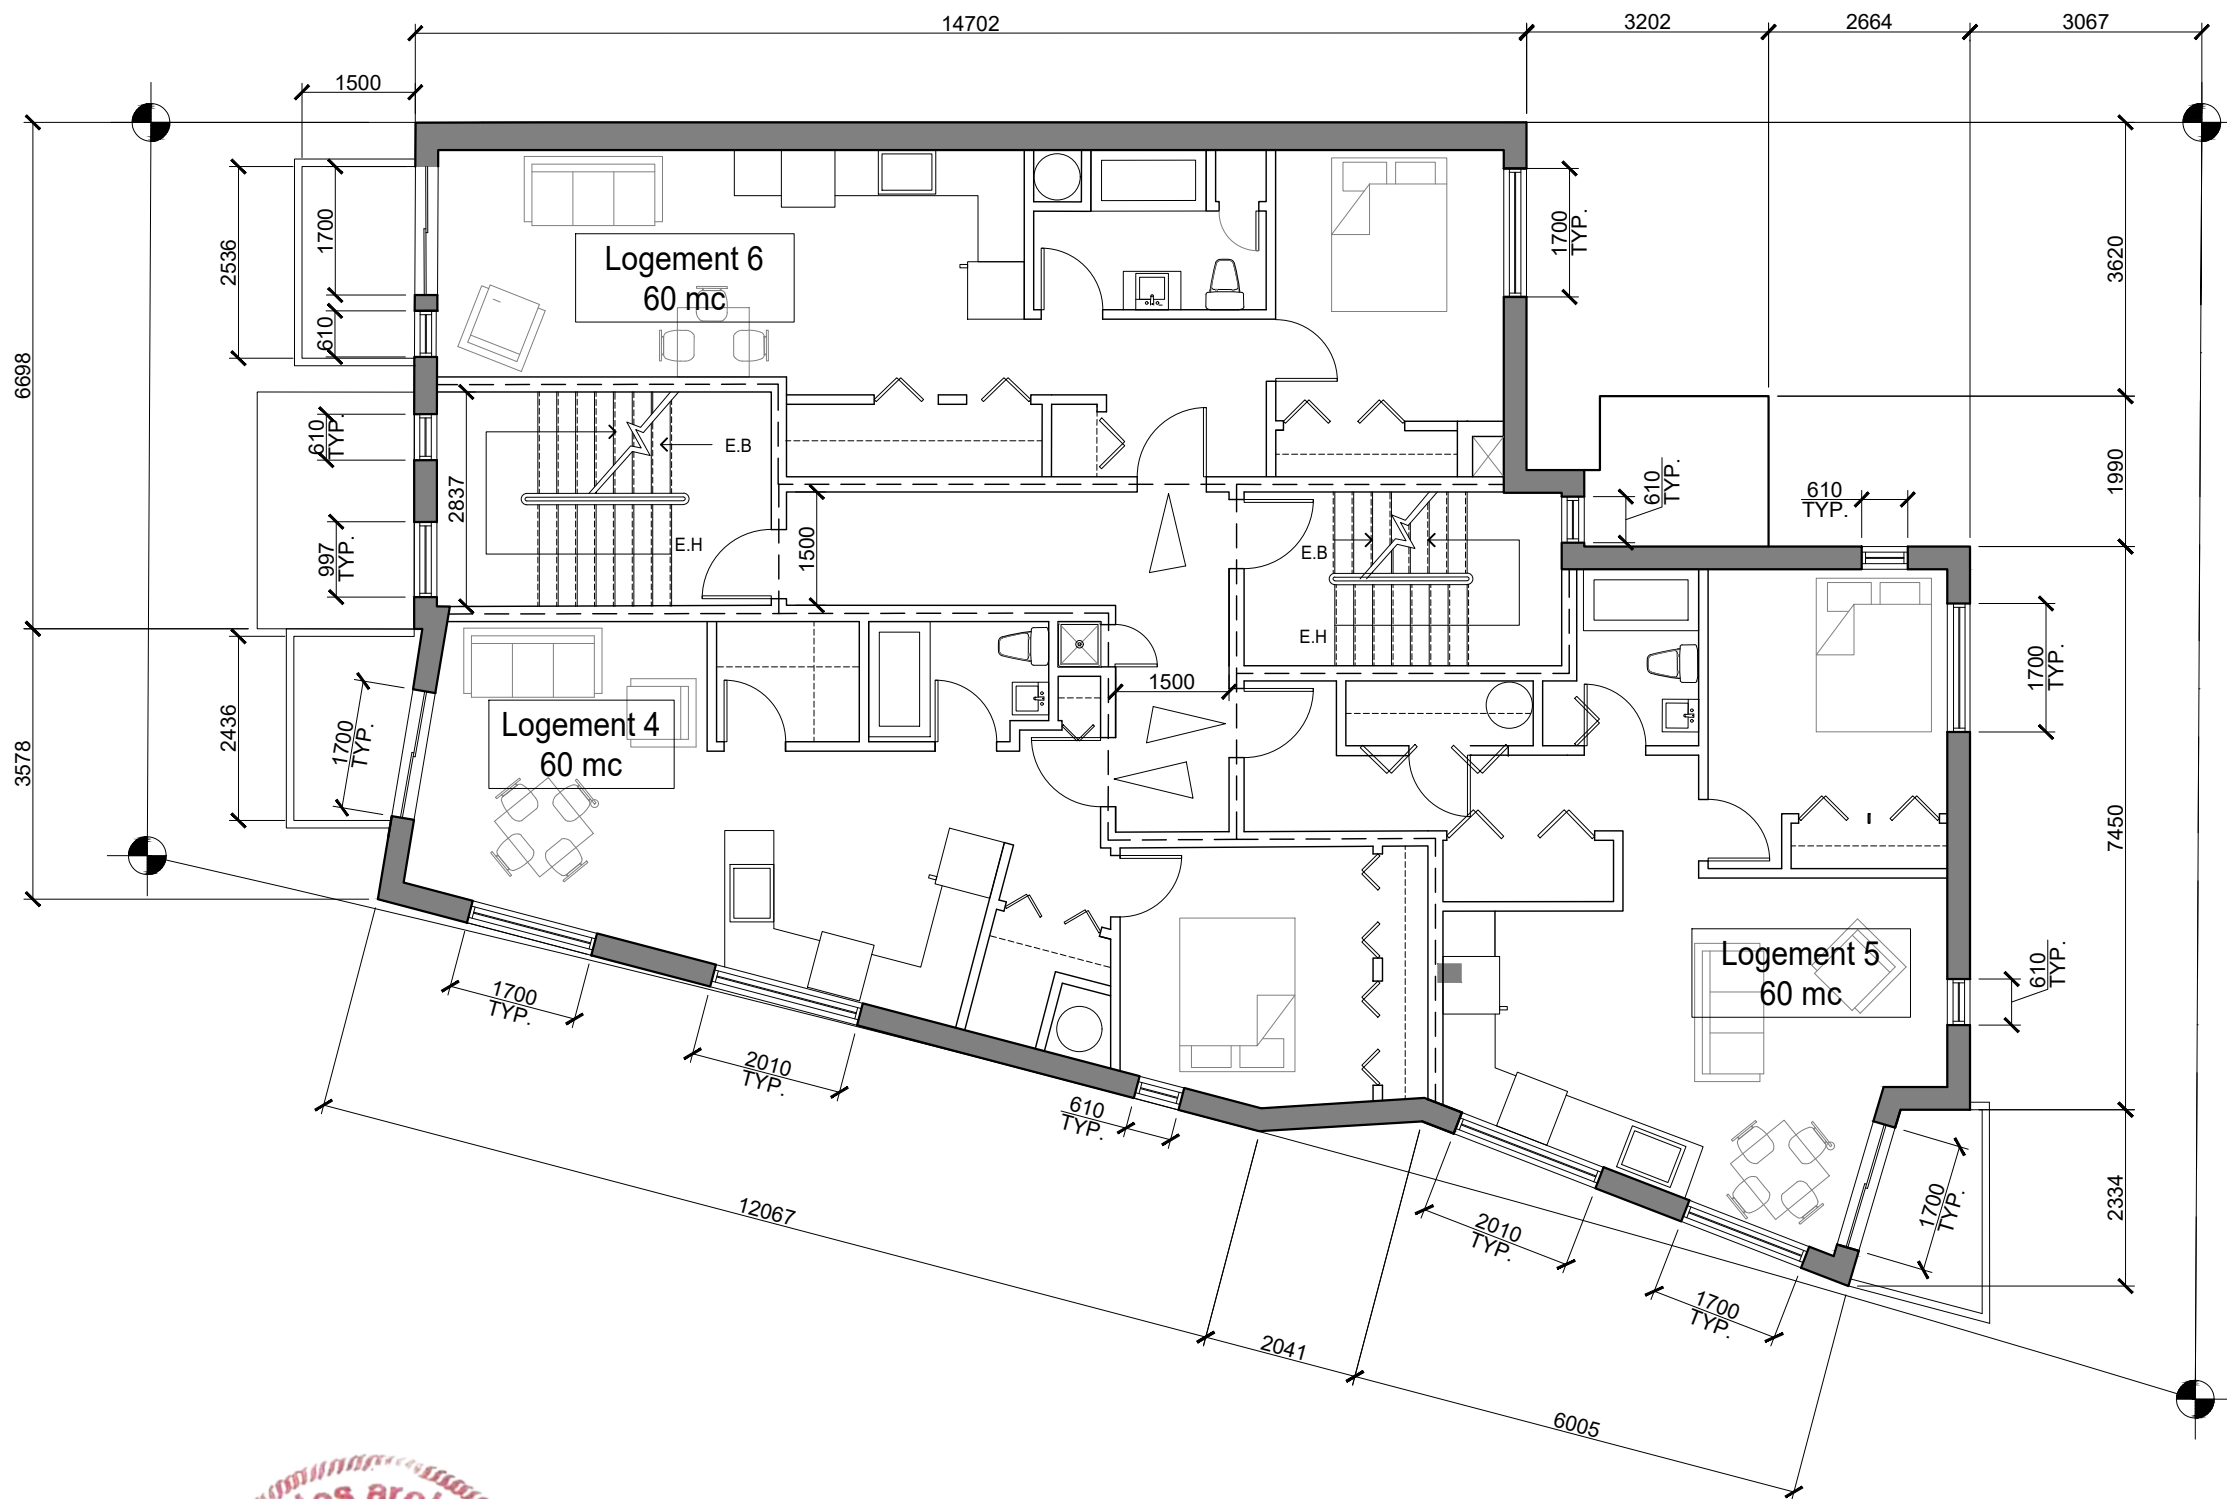 14702
3202
2664
3067
1500
1700
2536
610
6698
Logement 6
60 mc
1700
TYP.
3620
610
TYP.
E.B
2837
997
TYP.
E.H
1500
610
TYP.
610
TYP.
1990
E.B
E.H
1500
2436
1700
TYP.
3578
Logement 4
60 mc
1700
TYP.
7450
Logement 5
60 mc
610
TYP.
1700
TYP.
2010
TYP.
610
TYP.
12067
2041
2010
TYP.
1700
TYP.
1700
TYP.
2334
6005